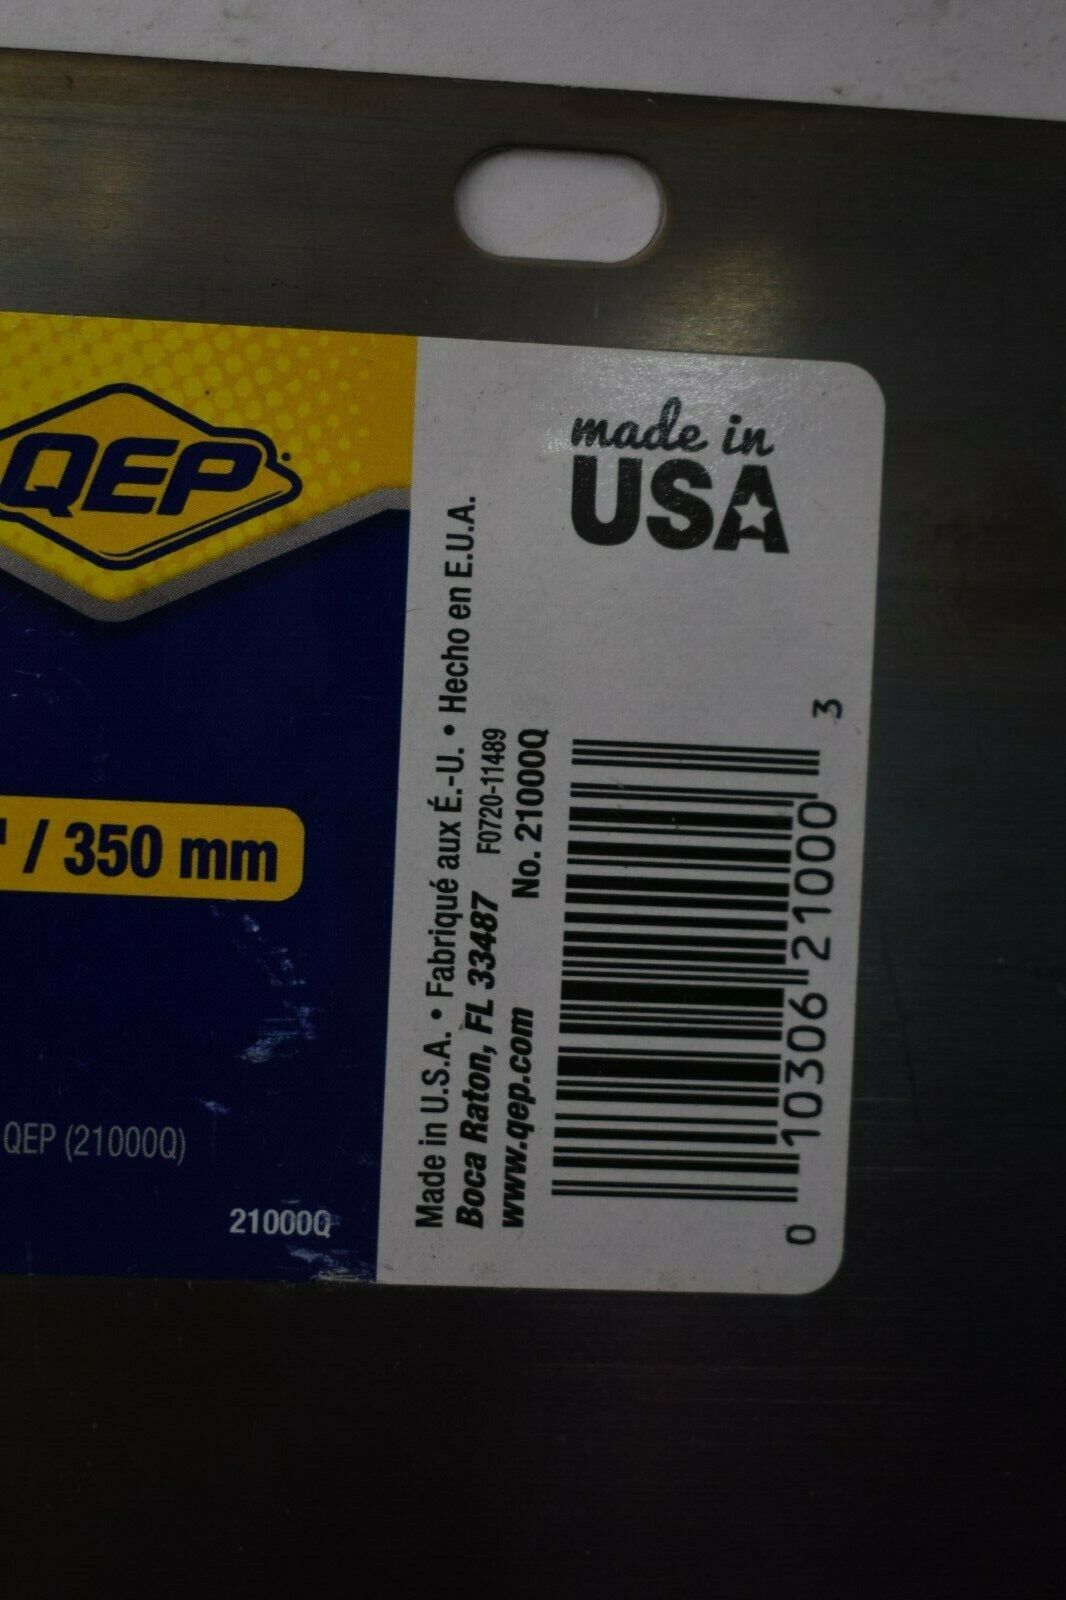 QEP
made in
USA
" / 350 mm
Made in U.S.A. • Fabriqué aux É.-U. • Hecho en E.U.A.
Boca Raton, FL 33487 F0720-11489
www.qep.com No. 21000Q
0 10306 21000 3
QEP (21000Q)
21000Q